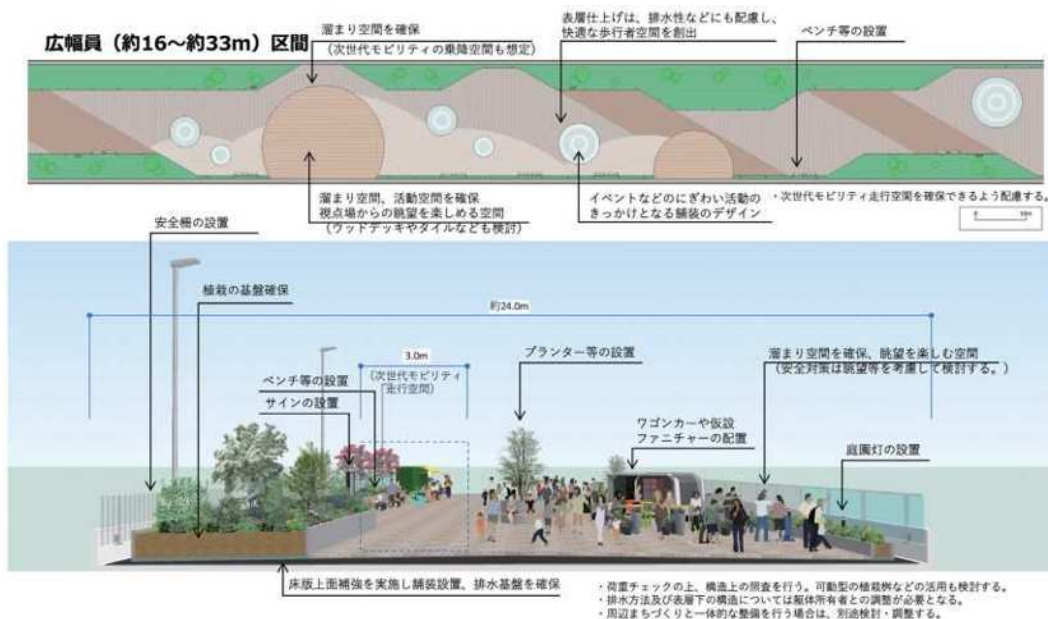 広幅員（約16〜約33m）区間
溜まり空間を確保
（次世代モビリティの乗降空間も想定）
表層仕上げは、排水性などにも配慮し、
快適な歩行者空間を創出
ベンチ等の設置
溜まり空間、活動空間を確保
視点場からの眺望を楽しめる空間
（ウッドデッキやタイルなども検討）
イベントなどのにぎわい活動の
きっかけとなる舗装のデザイン
・次世代モビリティ走行空間を確保できるよう配慮する。
0
安全柵の設置
植栽の基盤確保
約24.0m
3.0m
（次世代モビリティ
走行空間）
ベンチ等の設置
サインの設置
プランター等の設置
ワゴンカーや仮設
ファニチャーの配置
溜まり空間を確保、眺望を楽しむ空間
（安全対策は眺望等を考慮して検討する。）
庭園灯の設置
床版上面補強を実施し舗装設置、排水基盤を確保
・荷重チェックの上、構造上の照査を行う。可動型の植栽桝などの活用も検討する。
・排水方法及び表層下の構造については躯体所有者との調整が必要となる。
・周辺まちづくりと一体的な整備を行う場合は、別途検討・調整する。